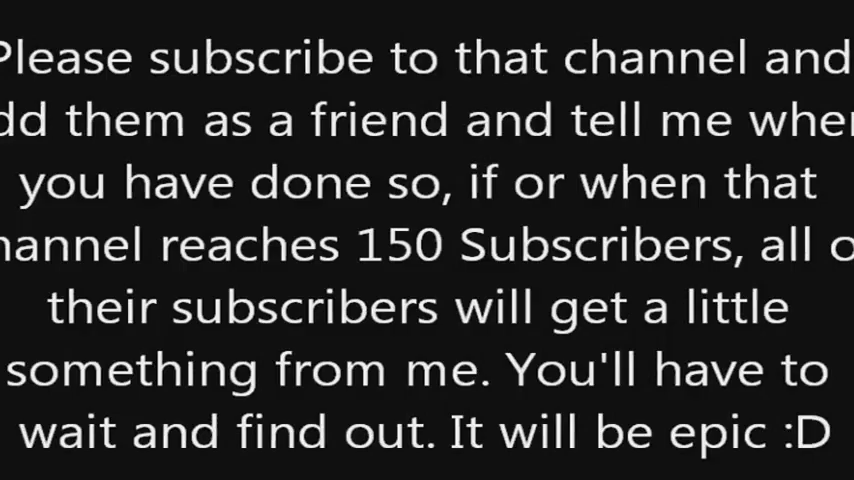 Please subscribe to that channel and
dd them as a friend and tell me when
you have done so, if or when that
hannel reaches 150 Subscribers, all o
their subscribers will get a little
something from me. You'll have to
wait and find out. It will be epic :D